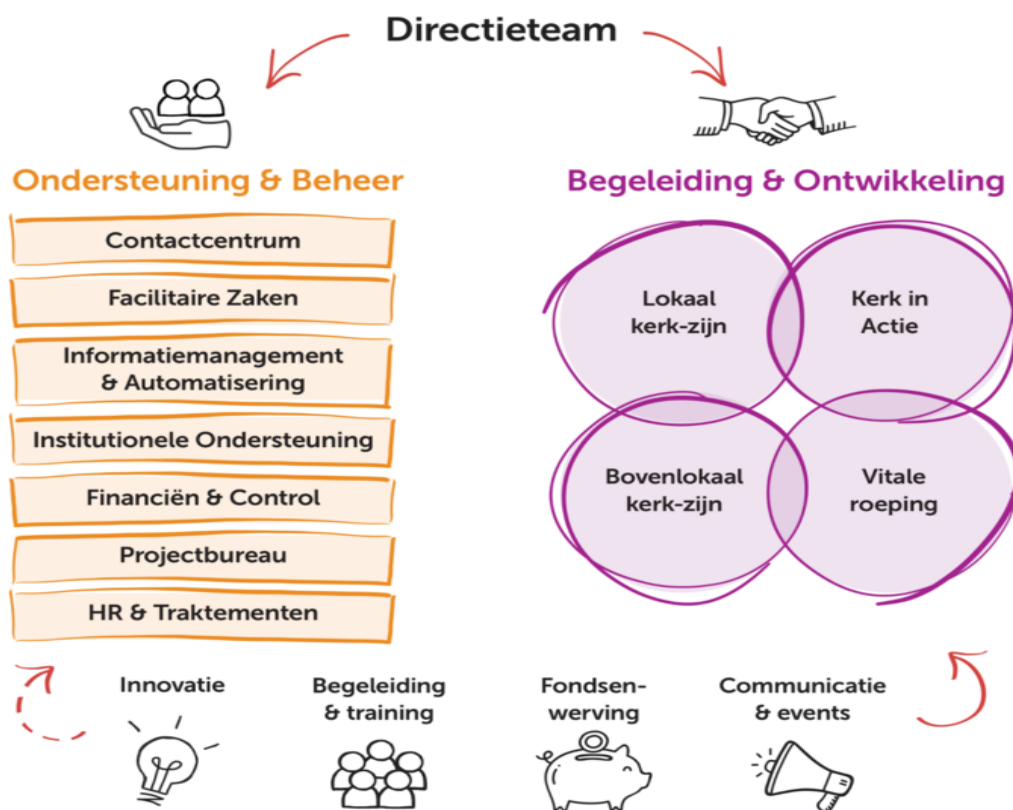 Directieteam
Ondersteuning & Beheer
Contactcentrum
Facilitaire Zaken
Informatiemanagement
& Automatisering
Institutionele Ondersteuning
Financiën & Control
Projectbureau
HR & Traktementen
Begeleiding & Ontwikkeling
Lokaal
kerk-zijn
Kerk in
Actie
Bovenlokaal
kerk-zijn
Vitale
roeping
Innovatie
Begeleiding
& training
Fondsen-
werving
Communicatie
& events